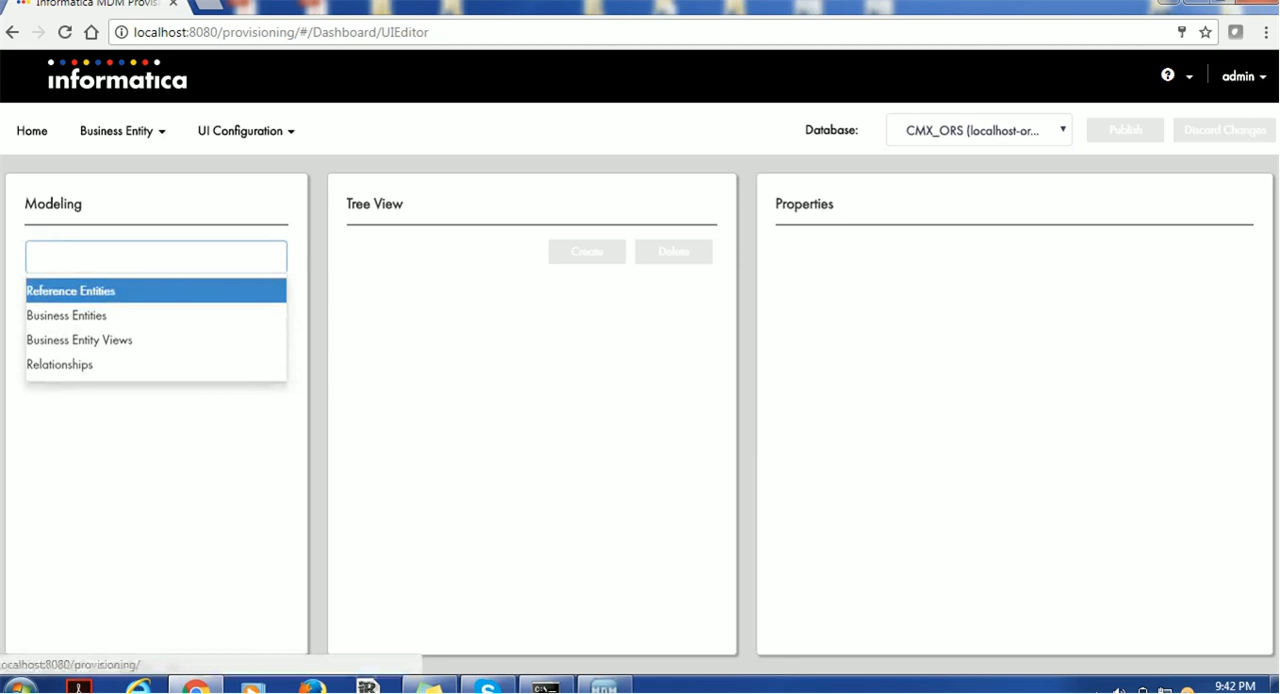 Informatica MDM Provis
localhost:8080/provisioning/#/Dashboard/UIEditor
informatica
admin
Home
Business Entity
UI Configuration
Database:
CMX_ORS (localhost-or...
Publish
Discard Changes
Modeling
Tree View
Properties
Create
Delete
Reference Entities
Business Entities
Business Entity Views
Relationships
ocalhost:8080/provisioning/
9:42 PM